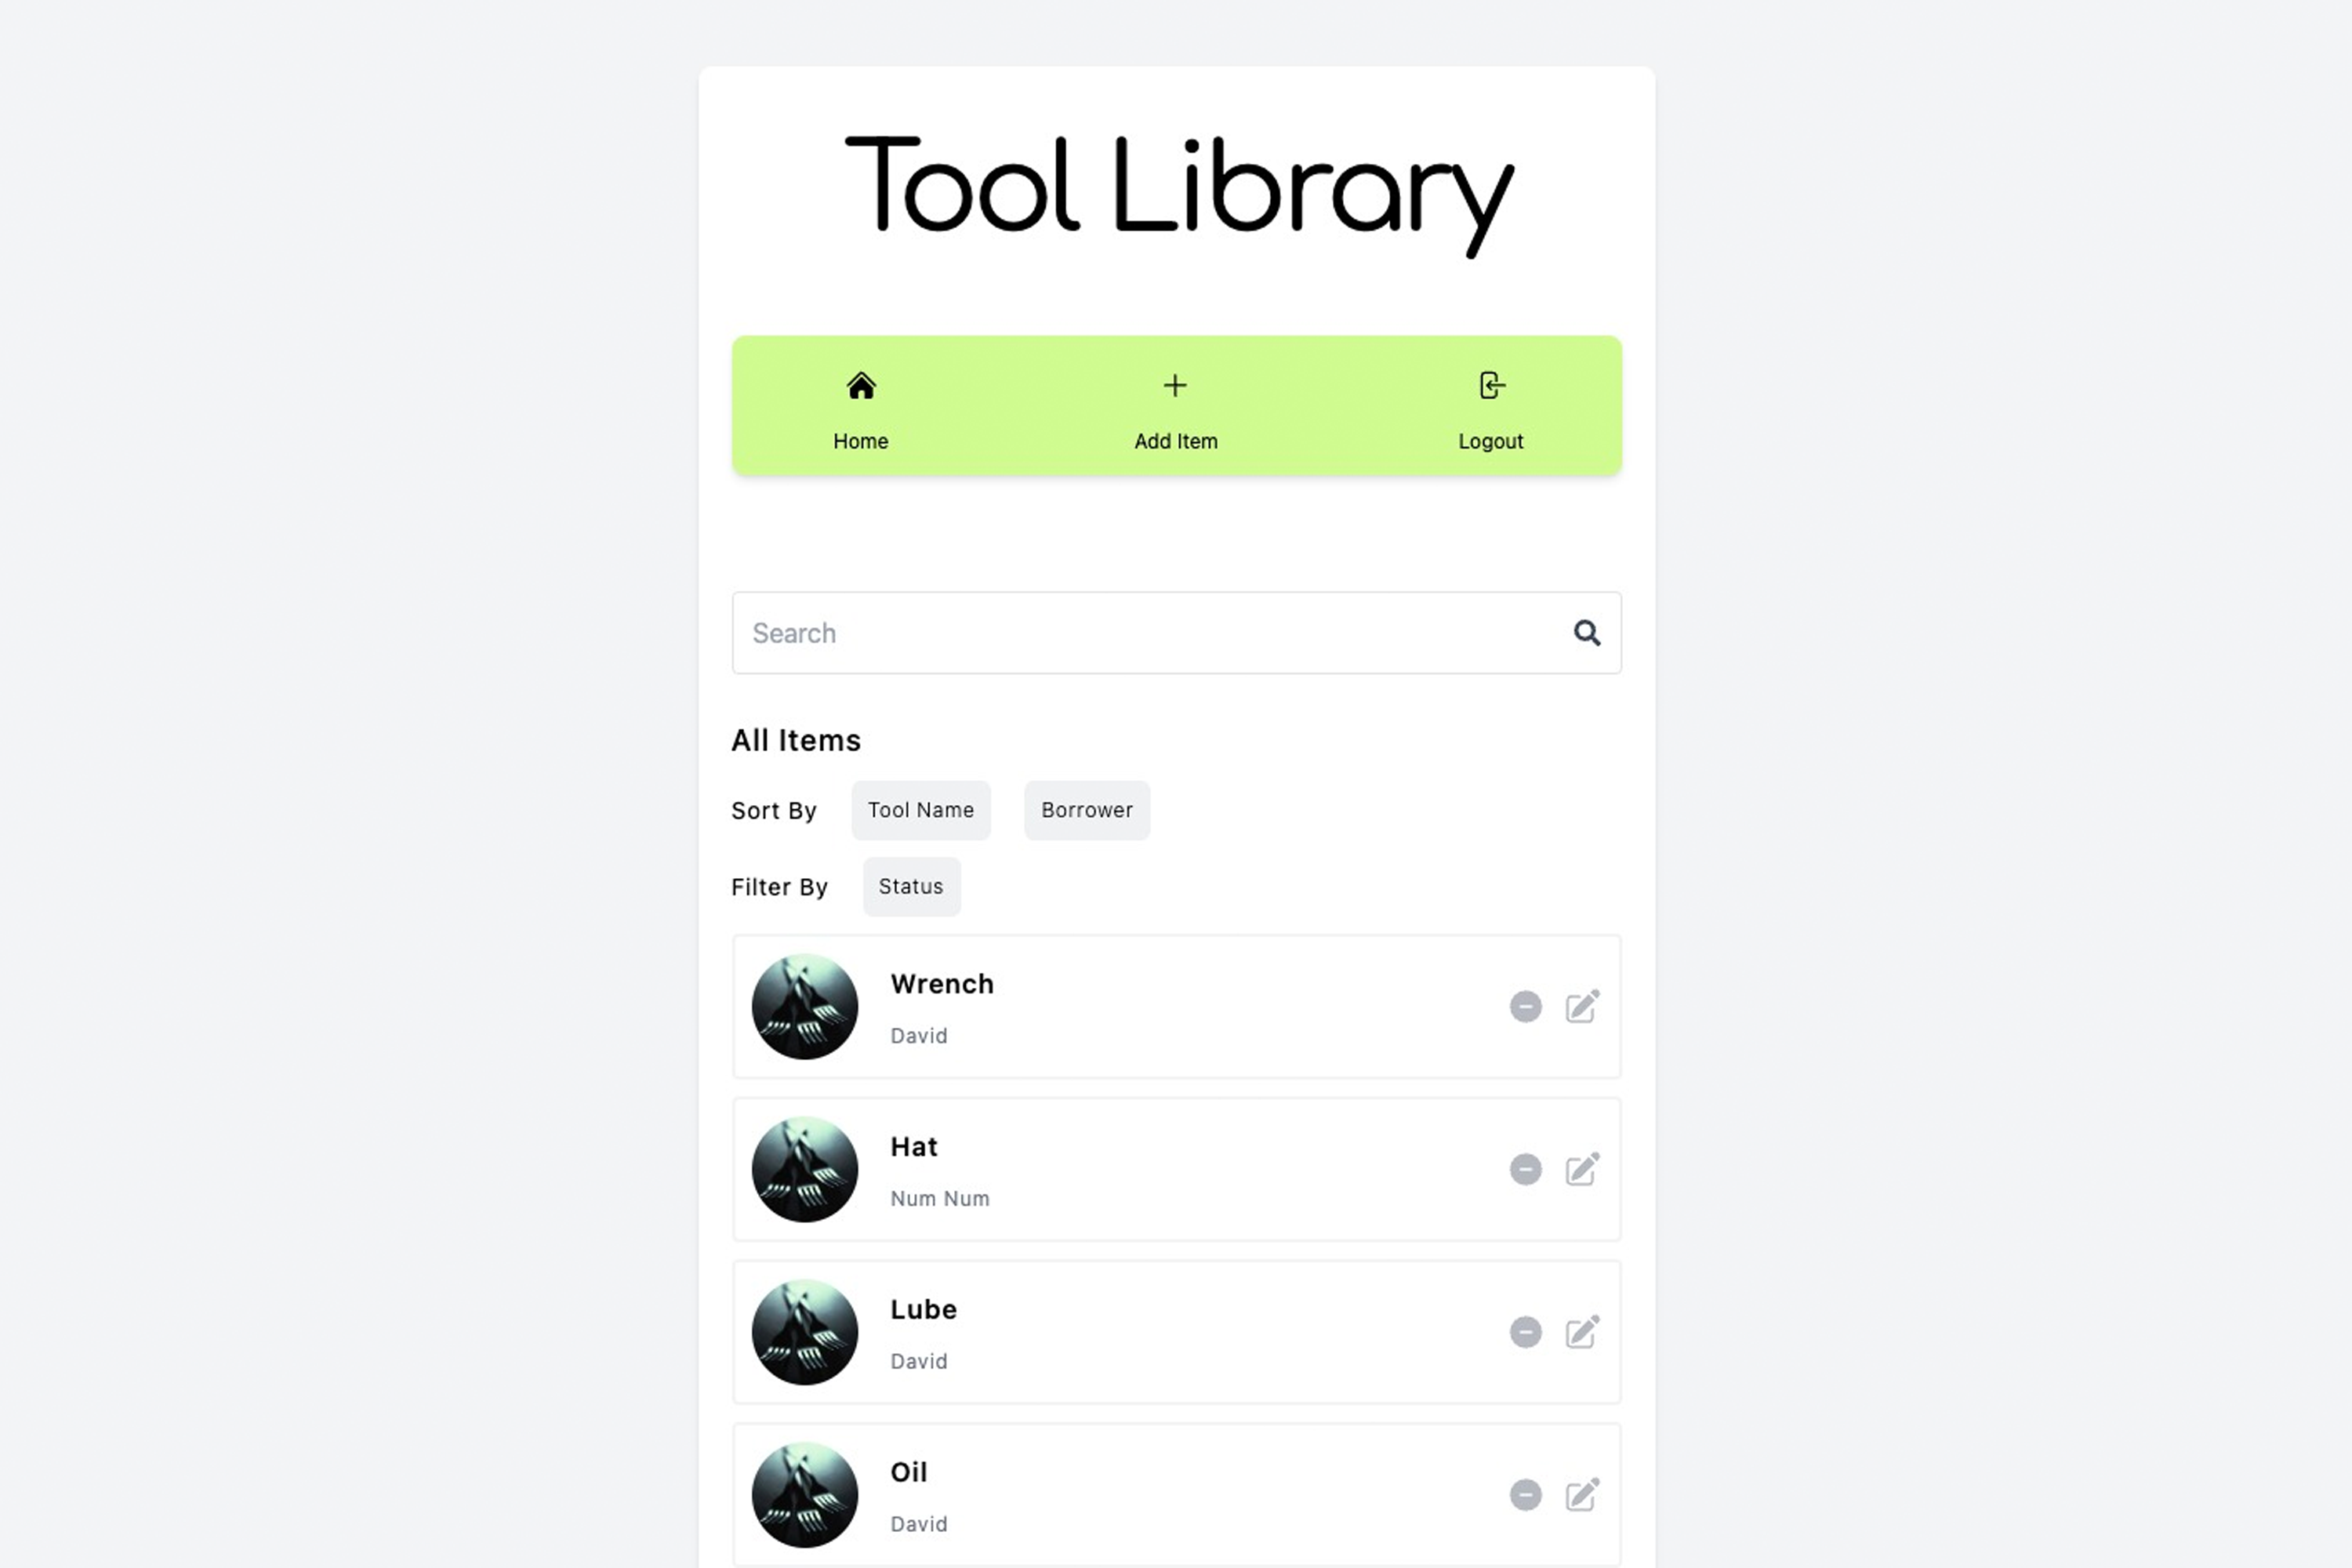 Tool Library
Home Add Item Logout
Search
All Items
Sort By Tool Name Borrower
Filter By Status
Wrench
David
Hat
Num Num
Lube
David
Oil
David